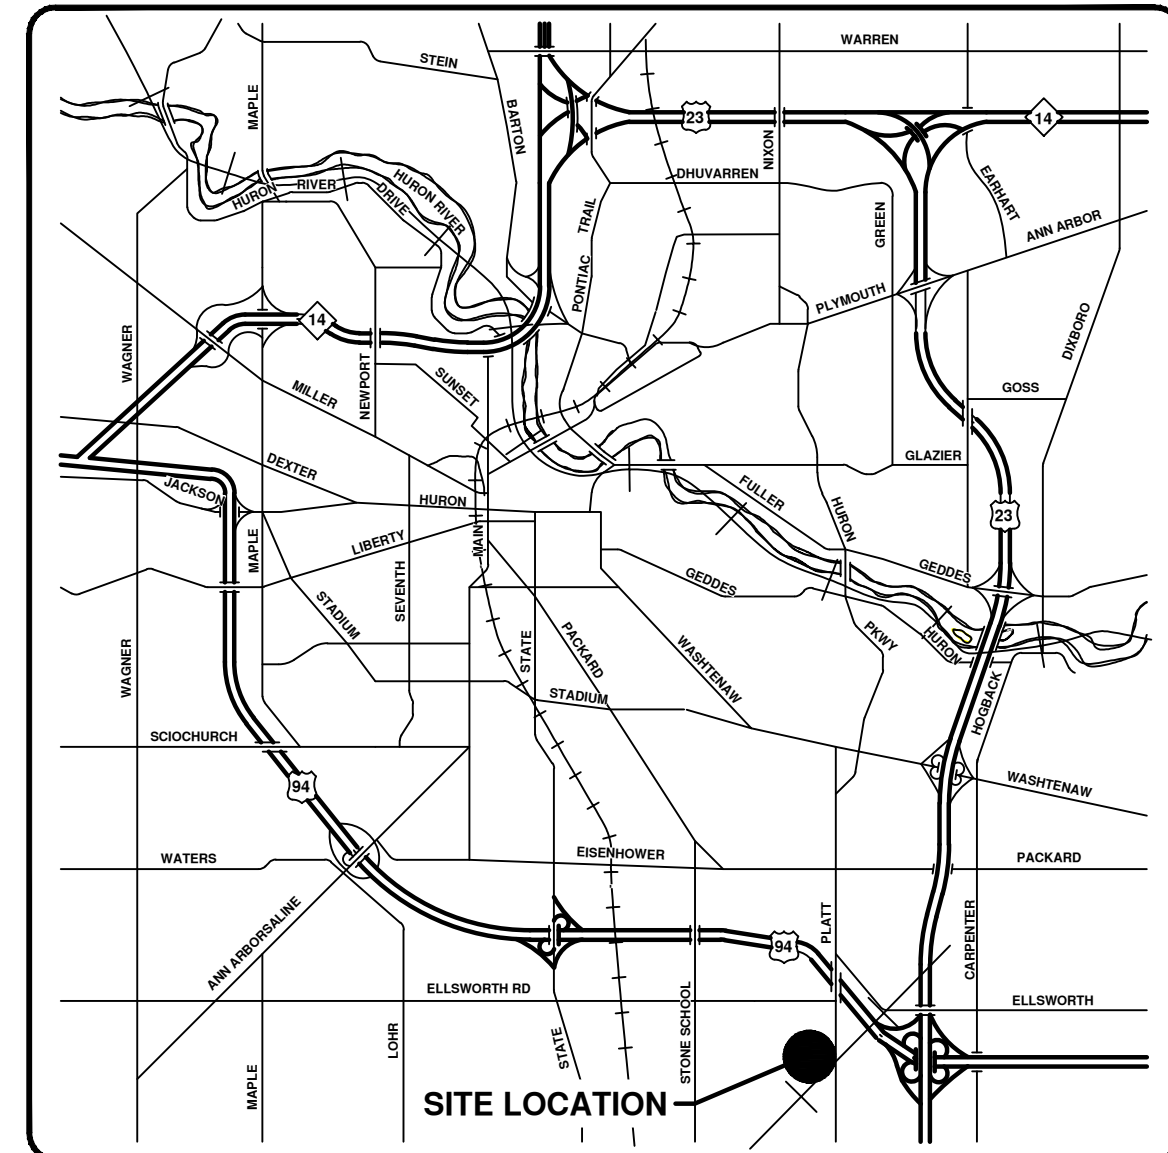 WARREN
STEIN
MAPLE
BARTON
23
14
NIXON
DHUVARREN
HURON
RIVER
DRIVE
HURON RIVER
TRAIL
PONTIAC
GREEN
EARHART
ANN ARBOR
PLYMOUTH
DIXBORO
WAGNER
14
MILLER
NEWPORT
SUNSET
GOSS
DEXTER
JACKSON
HURON
GLAZIER
FULLER
HURON
23
MAPLE
LIBERTY
MAIN
SEVENTH
STADIUM
GEDDES
GEDDES
STATE
PACKARD
WASHTENAW
PKWY
HURON
WAGNER
STADIUM
HOGBACK
SCIOCHURCH
94
WASHTENAW
WATERS
EISENHOWER
PACKARD
ANN ARBORSALINE
PLATT
94
CARPENTER
ELLSWORTH RD
ELLSWORTH
LOHR
STATE
STONE SCHOOL
MAPLE
SITE LOCATION